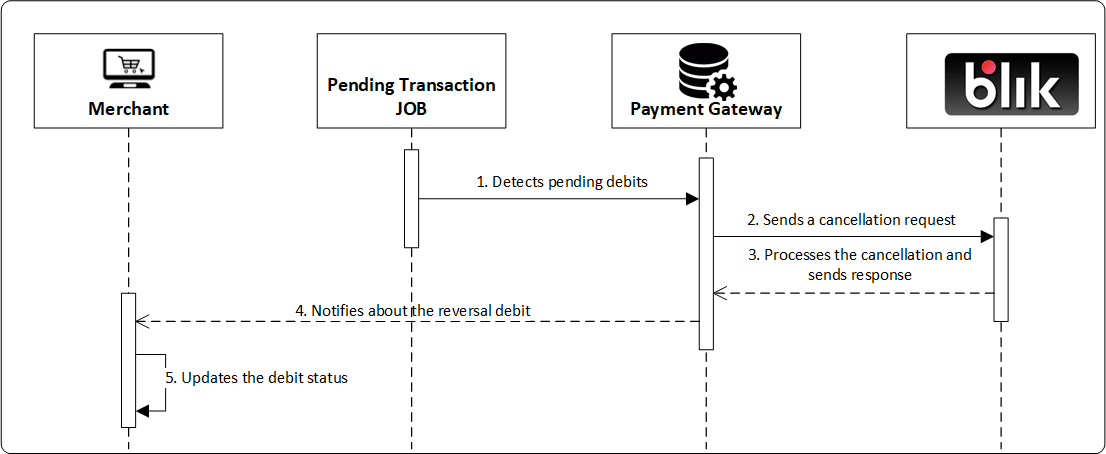 Merchant
Pending Transaction
JOB
Payment Gateway
blik
1. Detects pending debits
2. Sends a cancellation request
3. Processes the cancellation and
sends response
4. Notifies about the reversal debit
5. Updates the debit status